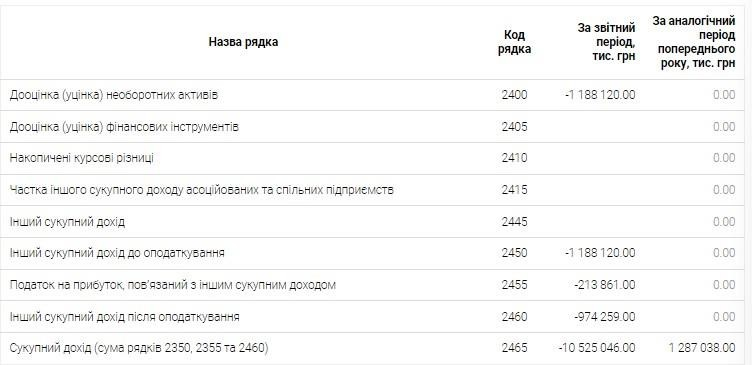 Назва рядка Код рядка За звітний період, тис. грн За аналогічний період попереднього року, тис. грн
Дооцінка (уцінка) необоротних активів 2400 -1 188 120.00 0.00
Дооцінка (уцінка) фінансових інструментів 2405 0.00
Накопичені курсові різниці 2410 0.00
Частка іншого сукупного доходу асоційованих та спільних підприємств 2415 0.00
Інший сукупний дохід 2445 0.00
Інший сукупний дохід до оподаткування 2450 -1 188 120.00 0.00
Податок на прибуток, пов'язаний з іншим сукупним доходом 2455 -213 861.00 0.00
Інший сукупний дохід після оподаткування 2460 -974 259.00 0.00
Сукупний дохід (сума рядків 2350, 2355 та 2460) 2465 -10 525 046.00 1 287 038.00